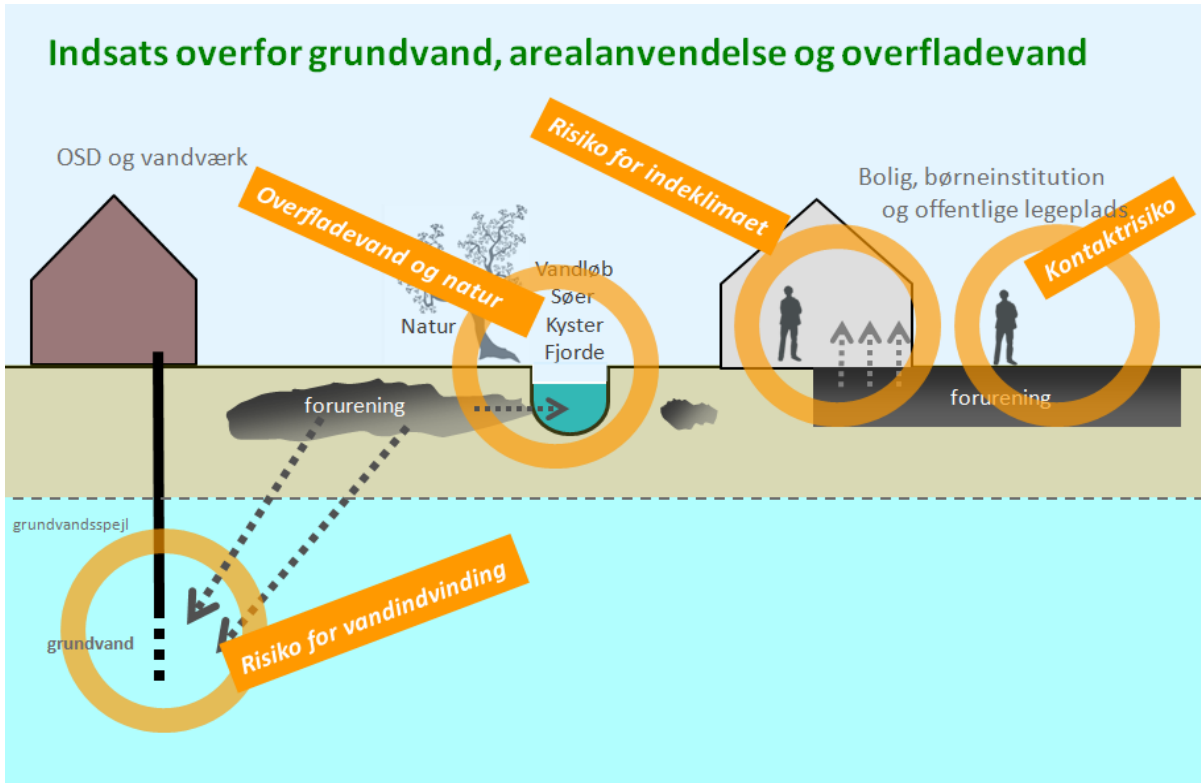 Indsats overfor grundvand, arealanvendelse og overfladevand
OSD og vandværk
Overfladevand og natur
Risiko for indeklimaet
Bolig, børneinstitution
og offentlige legeplads
Kontaktrisiko
Natur
Vandløb
Søer
Kyster
Fjorde
forurening
forurening
grundvandsspejl
grundvand
Risiko for vandindvinding